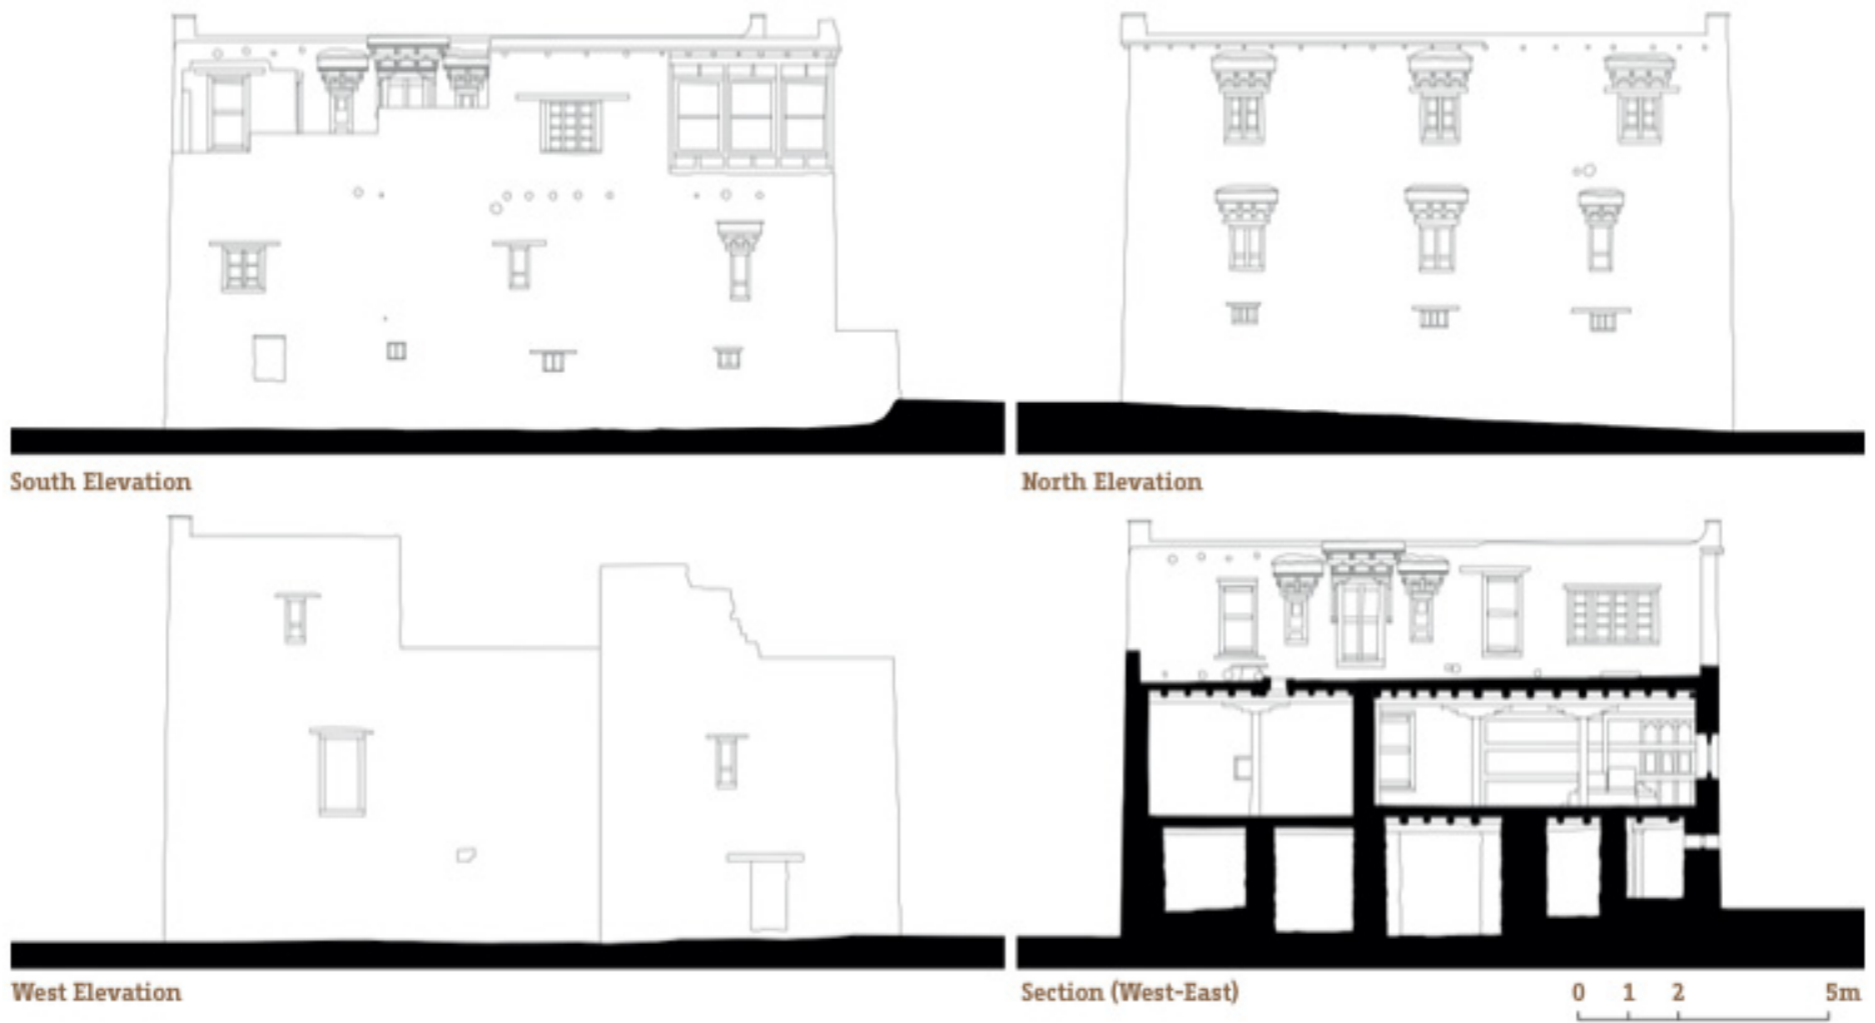 South Elevation
North Elevation
West Elevation
Section (West-East)
0 1 2 5m